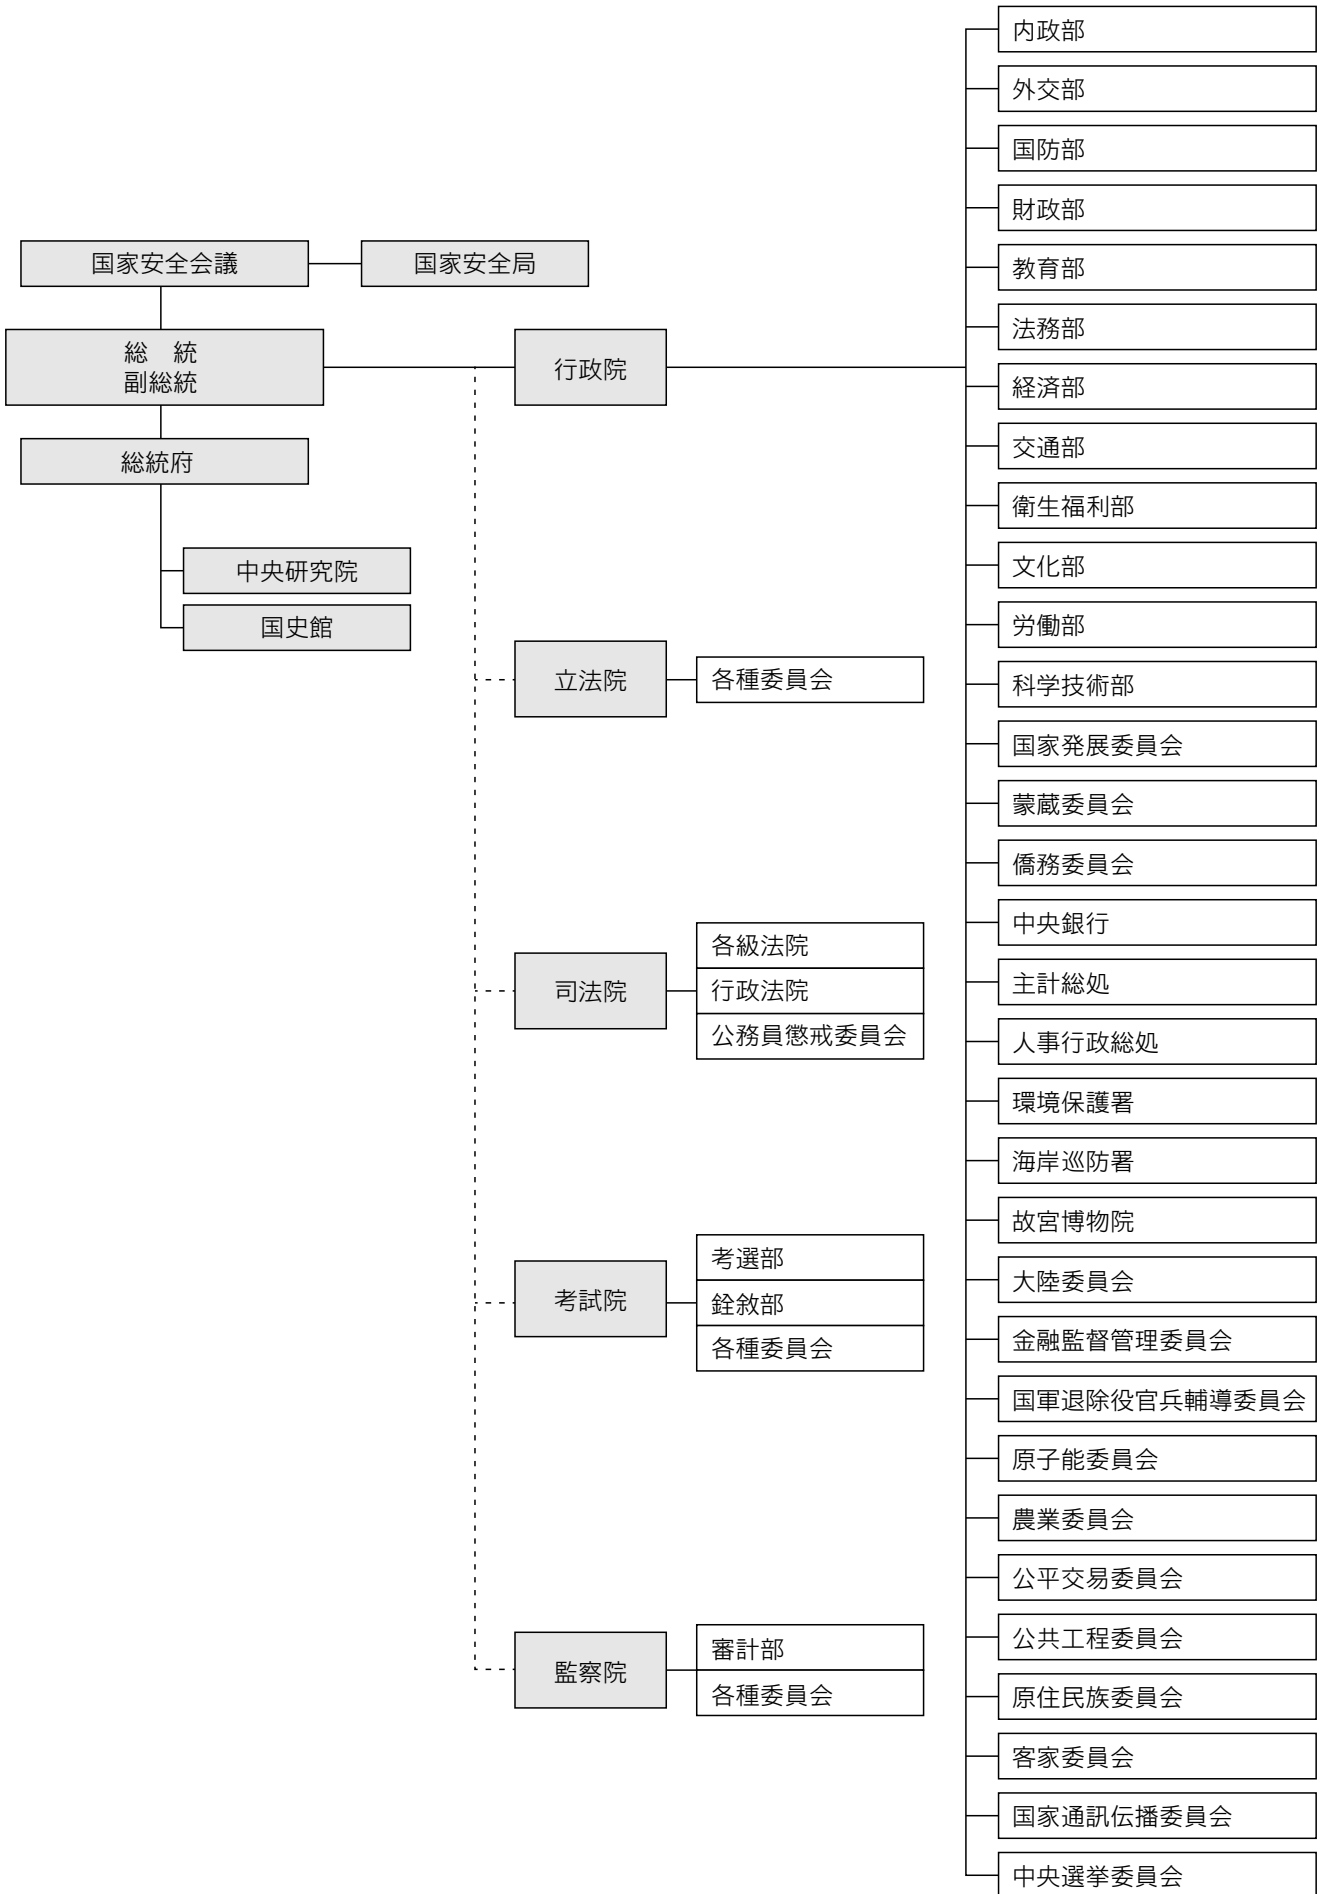 国家安全会議
国家安全局
総　統
副総統
総統府
中央研究院
国史館
行政院
立法院
各種委員会
司法院
各級法院
行政法院
公務員懲戒委員会
考試院
考選部
銓敘部
各種委員会
監察院
審計部
各種委員会
内政部
外交部
国防部
財政部
教育部
法務部
経済部
交通部
衛生福利部
文化部
労働部
科学技術部
国家発展委員会
蒙蔵委員会
僑務委員会
中央銀行
主計総処
人事行政総処
環境保護署
海岸巡防署
故宮博物院
大陸委員会
金融監督管理委員会
国軍退除役官兵輔導委員会
原子能委員会
農業委員会
公平交易委員会
公共工程委員会
原住民族委員会
客家委員会
国家通訊伝播委員会
中央選挙委員会